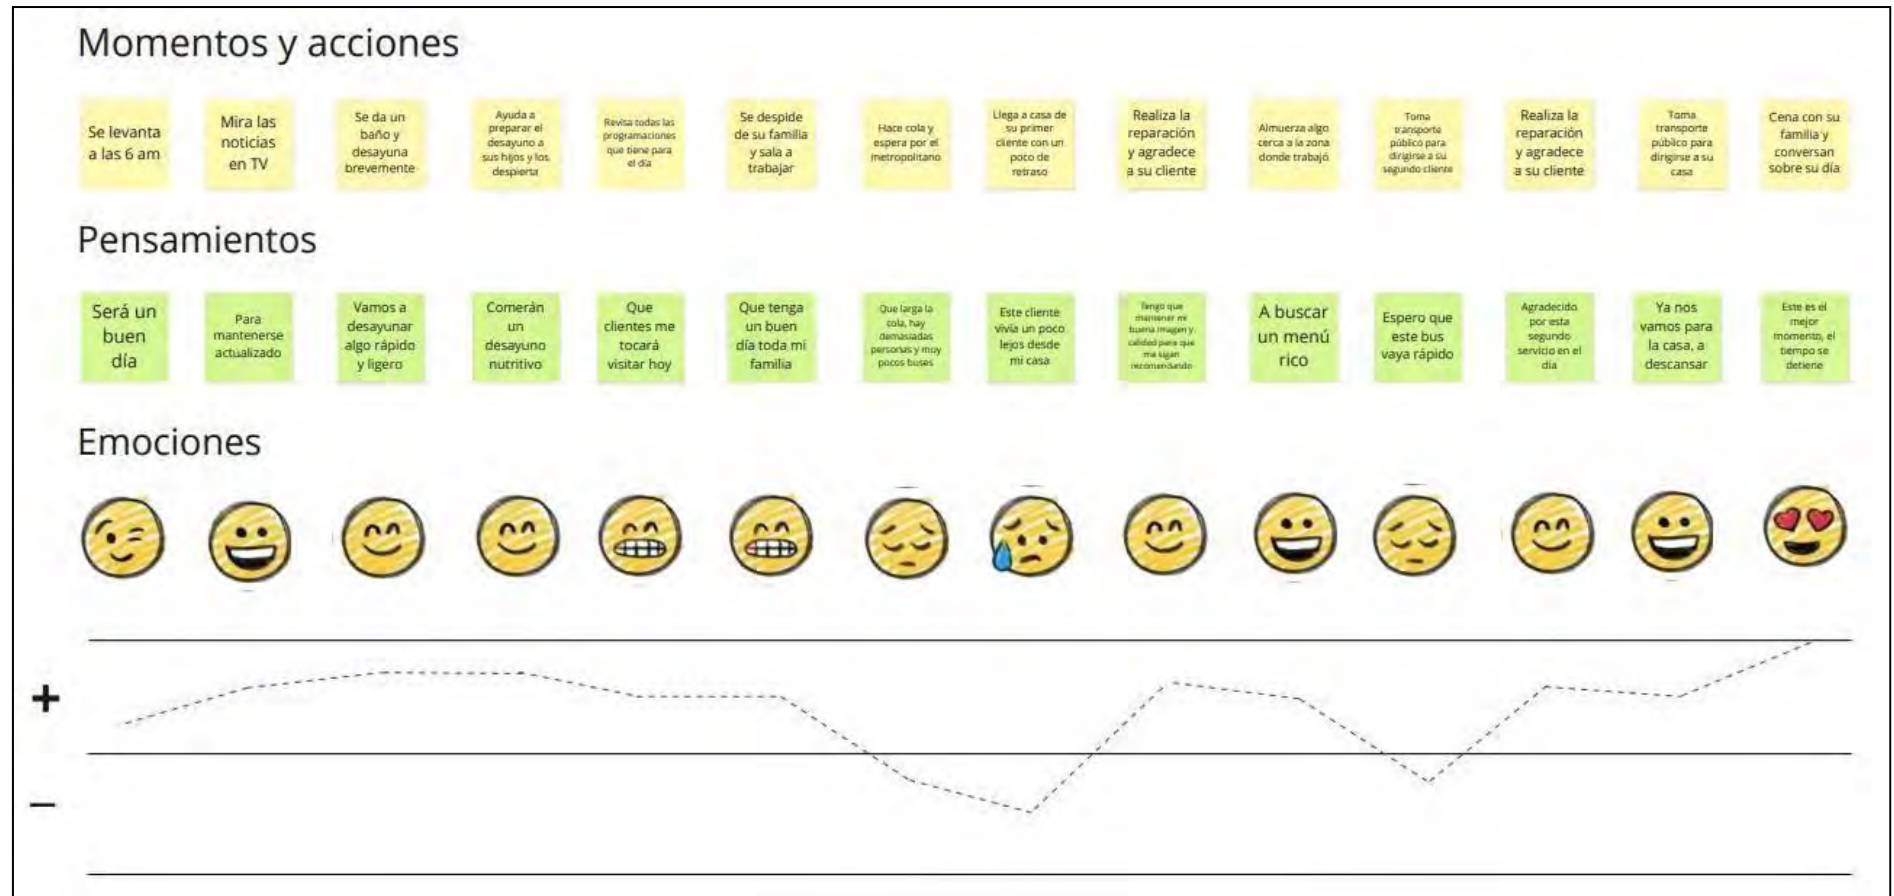 Momentos y acciones
Se levanta
a las 6 am
Mira las
noticias
en TV
Se da un
baño y
desayuna
brevemente
Ayuda a
preparar el
desayuno a
sus hijos y los
despierta
Revisa todas las
programaciones
que tiene para
el día
Se despide
de su familia
y sala a
trabajar
Hace cola y
espera por el
metropolitano
Llega a casa de
su primer
cliente con un
poco de
retraso
Realiza la
reparación
y agradece
a su cliente
Almuerza algo
cerca a la zona
donde trabajó
Toma
transporte
público para
dirigirse a su
segundo cliente
Realiza la
reparación
y agradece
a su cliente
Toma
transporte
público para
dirigirse a su
casa
Cena con su
familia y
conversan
sobre su día
Pensamientos
Será un
buen
día
Para
mantenerse
actualizado
Vamos a
desayunar
algo rápido
y ligero
Comerán
un
desayuno
nutritivo
Que
clientes me
tocará
visitar hoy
Que tenga
un buen
día toda mi
familia
Que larga la
cola, hay
demasiadas
personas y muy
pocos buses
Este cliente
vivía un poco
lejos desde
mi casa
Tengo que
mantener mi
buena imagen y
calidad para que
me sigan
recomendando
A buscar
un menú
rico
Espero que
este bus
vaya rápido
Agradecido
por esta
segundo
servicio en el
día
Ya nos
vamos para
la casa, a
descansar
Este es el
mejor
momento, el
tiempo se
detiene
Emociones
+
–